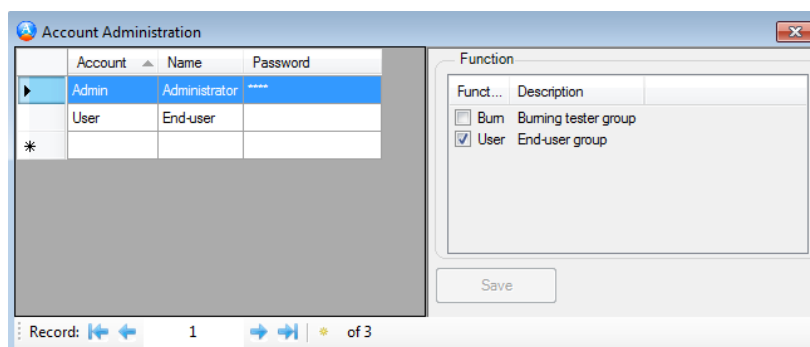 Account Administration
Account Name Password
Admin Administrator ****
User End-user
Function
Funct... Description
Burn Burning tester group
User End-user group
Save
Record: 1 of 3